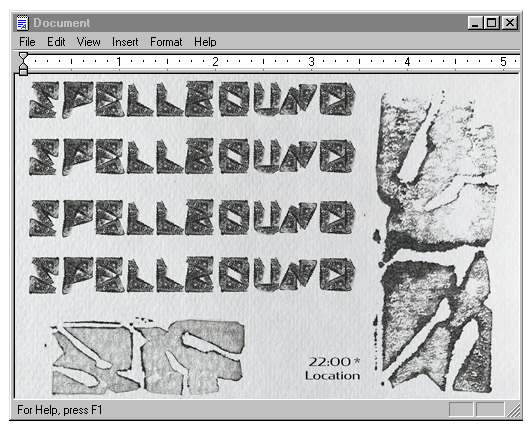 Document
File Edit View Insert Format Help
1 2 3 4 5
SPELLBOUND
SPELLBOUND
SPELLBOUND
SPELLBOUND
22:00 *
Location
For Help, press F1